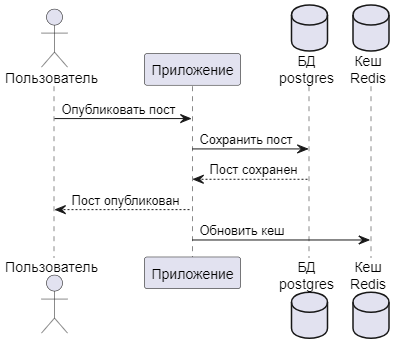 Пользователь
Приложение
БД
postgres
Кеш
Redis
Опубликовать пост
Сохранить пост
Пост сохранен
Пост опубликован
Обновить кеш
Пользователь
Приложение
БД
postgres
Кеш
Redis